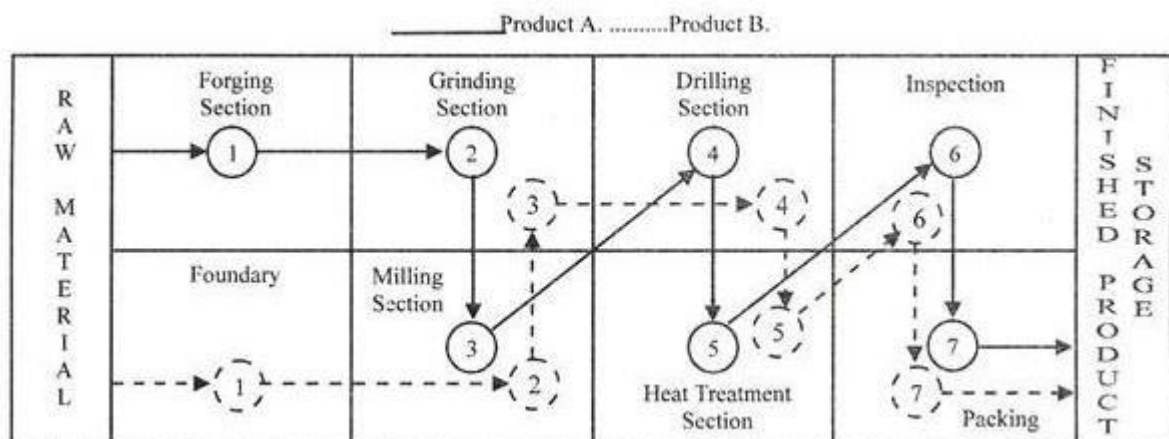 _________Product A. ..........Product B.
RAW MATERIAL
Forging
Section
Grinding
Section
Drilling
Section
Inspection
FINISHED PRODUCT
STORAGE
1
2
4
6
3
4
6
Foundary
Milling
Section
3
5
5
7
1
2
7
Heat Treatment
Section
Packing